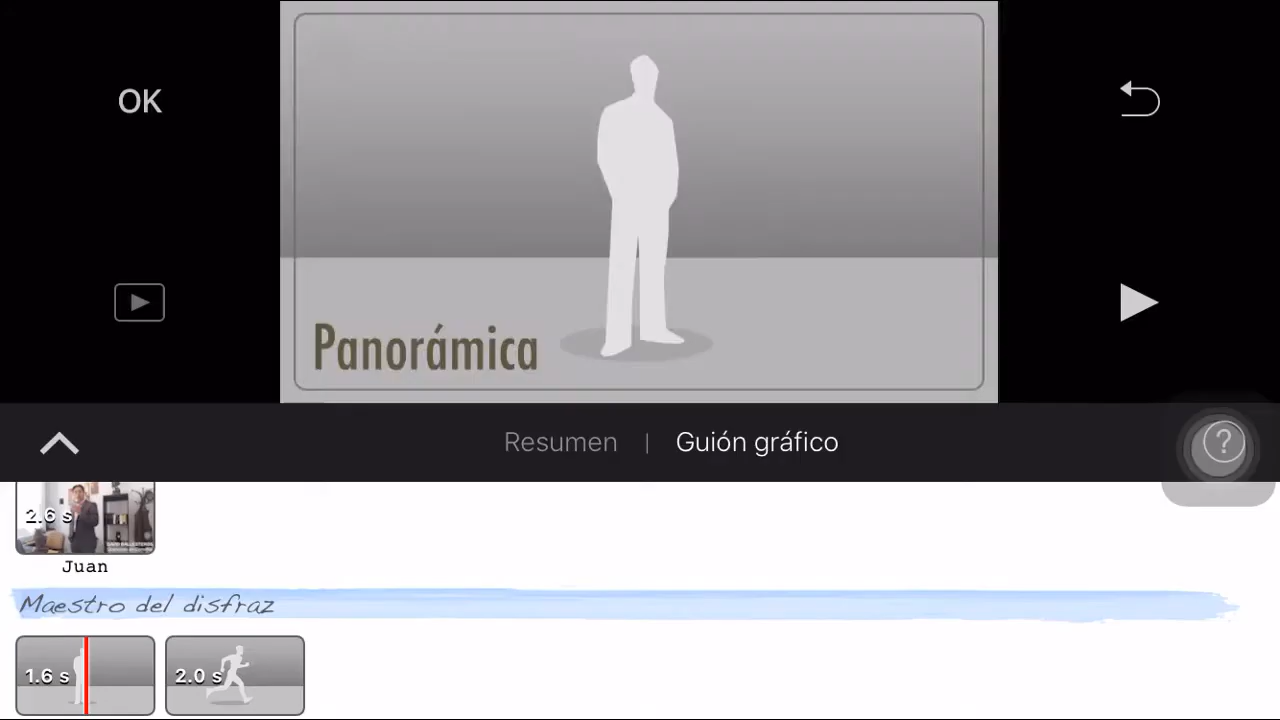 OK
Panorámica
Resumen | Guión gráfico
?
2.6 s
Juan
Maestro del disfraz
1.6 s
2.0 s